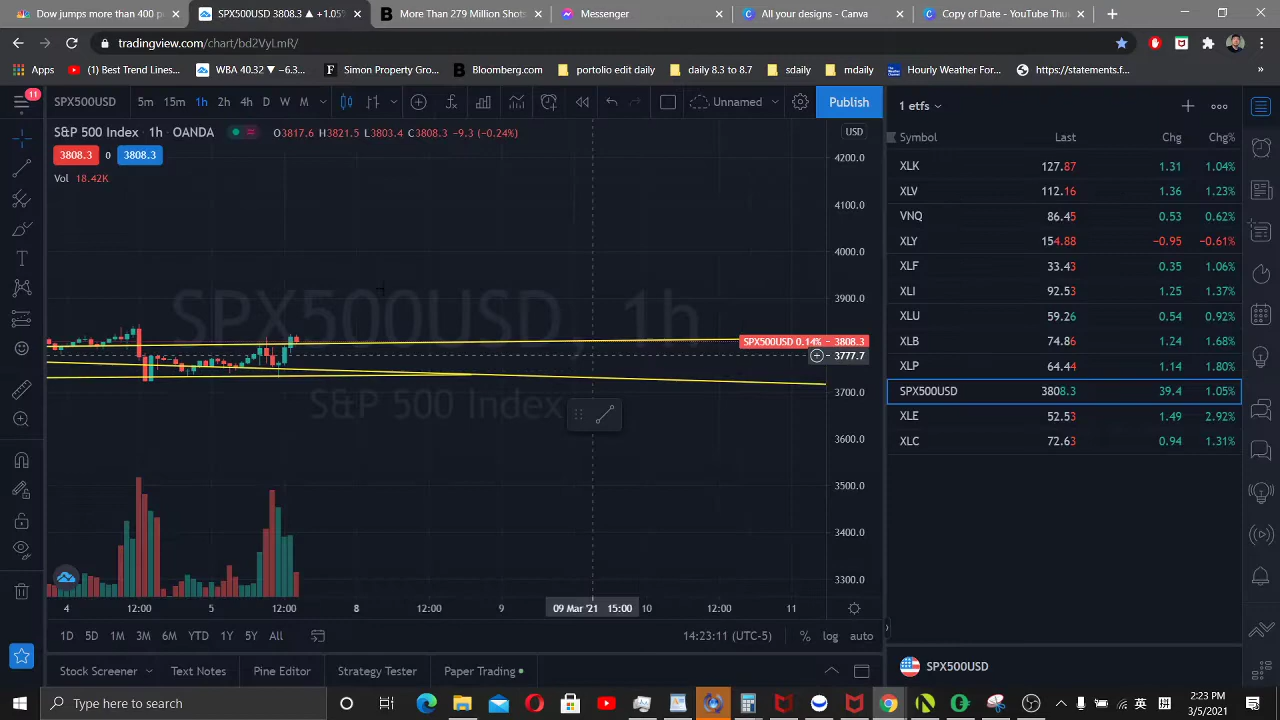 Dow jumps more than 400 p
SPX500USD 3808.3 ▲ +1.05%
More Than 279 Million Shots
Messenger
All your designs - Canva
Copy of Date - YouTube Thu
tradingview.com/chart/bd2VyLmR/
Apps
(1) Best Trend Lines...
WBA 40.32 ▼ −6.3...
Simon Property Gro...
Bloomberg.com
portolio edit daily
daily 8.3 to 8.7
sdaily
mdaily
Hourly Weather For...
https://statements.f...
»
11
SPX500USD
5m 15m 1h 2h 4h D W M
Unnamed
Publish
1 etfs
S&P 500 Index · 1h · OANDA
O3817.6 H3821.5 L3803.4 C3808.3 −9.3 (−0.24%)
USD
3808.3 0 3808.3
Vol 18.42K
Symbol Last Chg Chg%
XLK 127.87 1.31 1.04%
XLV 112.16 1.36 1.23%
VNQ 86.45 0.53 0.62%
XLY 154.88 −0.95 −0.61%
XLF 33.43 0.35 1.06%
XLI 92.53 1.25 1.37%
XLU 59.26 0.54 0.92%
XLB 74.86 1.24 1.68%
XLP 64.44 1.14 1.80%
SPX500USD 3808.3 39.4 1.05%
XLE 52.53 1.49 2.92%
XLC 72.63 0.94 1.31%
4200.0
4100.0
4000.0
3900.0
SPX500USD 0.14% 3808.3
3777.7
3700.0
3600.0
3500.0
3400.0
3300.0
SPX500USD 1h
S&P 500 Index
4 12:00 5 12:00 8 12:00 9 09 Mar '21 15:00 10 12:00 11
1D 5D 1M 3M 6M YTD 1Y 5Y All
14:23:11 (UTC-5)
% log auto
Stock Screener
Text Notes
Pine Editor
Strategy Tester
Paper Trading
SPX500USD
Type here to search
英
拼
2:23 PM
3/5/2021